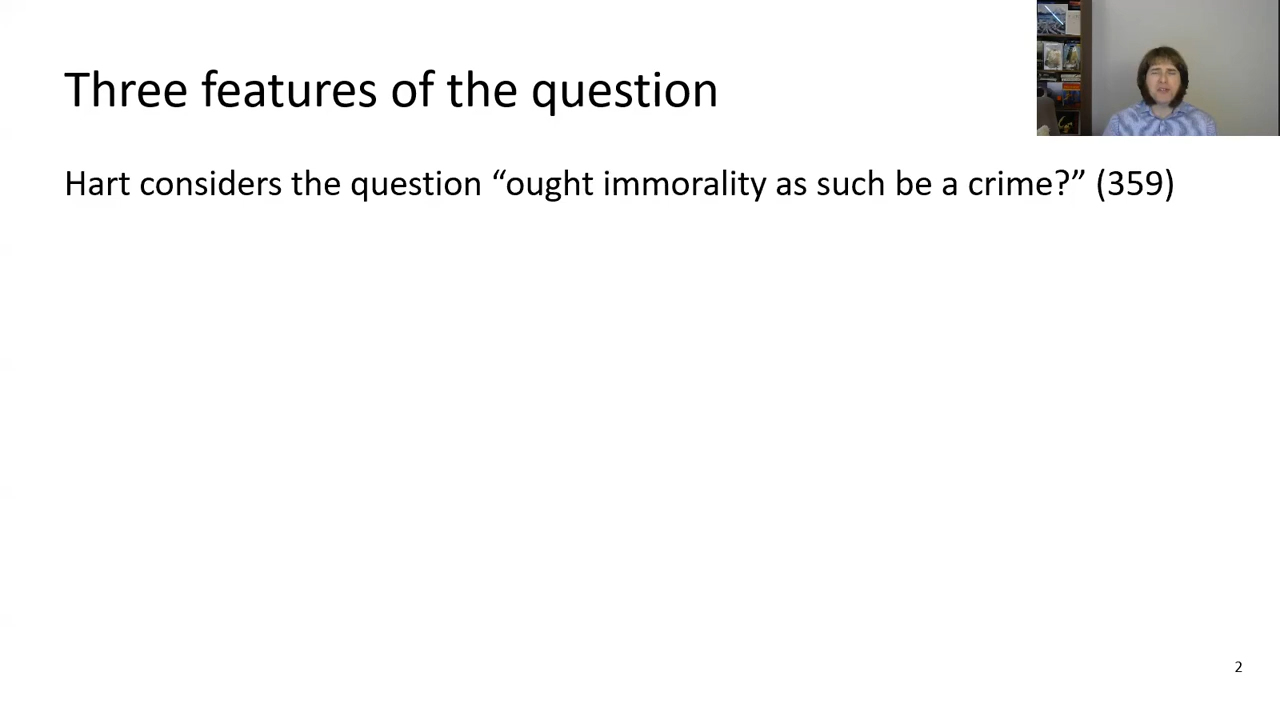 Three features of the question
Hart considers the question “ought immorality as such be a crime?” (359)
2